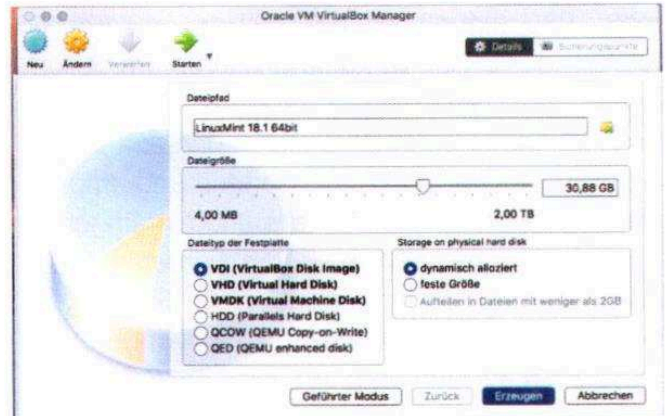 Oracle VM VirtualBox Manager
Neu Ändern Verwerfen Starten
Details Sicherungspunkte
Dateipfad
LinuxMint 18.1 64bit
Dateigröße
30,88 GB
4,00 MB 2,00 TB
Dateityp der Festplatte Storage on physical hard disk
VDI (VirtualBox Disk Image) dynamisch alloziert
VHD (Virtual Hard Disk) feste Größe
VMDK (Virtual Machine Disk) Aufteilen in Dateien mit weniger als 2GB
HDD (Parallels Hard Disk)
QCOW (QEMU Copy-on-Write)
QED (QEMU enhanced disk)
Geführter Modus Zurück Erzeugen Abbrechen